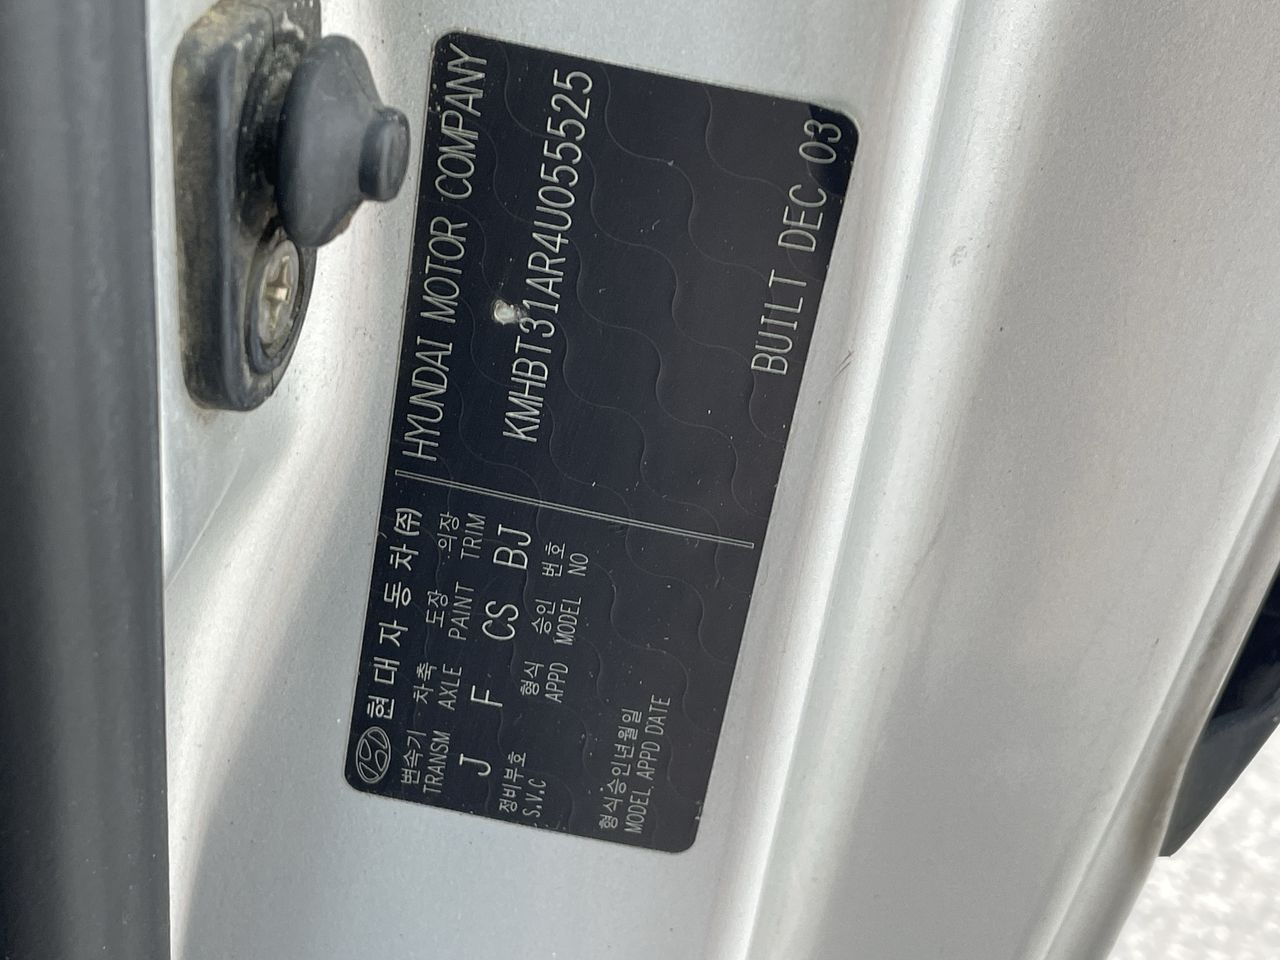 현대자동차(주)
HYUNDAI MOTOR COMPANY
변속기 차축 도장 의장
TRANSM AXLE PAINT TRIM
J F CS BJ
KMHBT31AR4U055525
정비부호 형식 승인 번호
S.V.C APPD MODEL NO
형식승인년월일
MODEL. APPD DATE
BUILT DEC 03